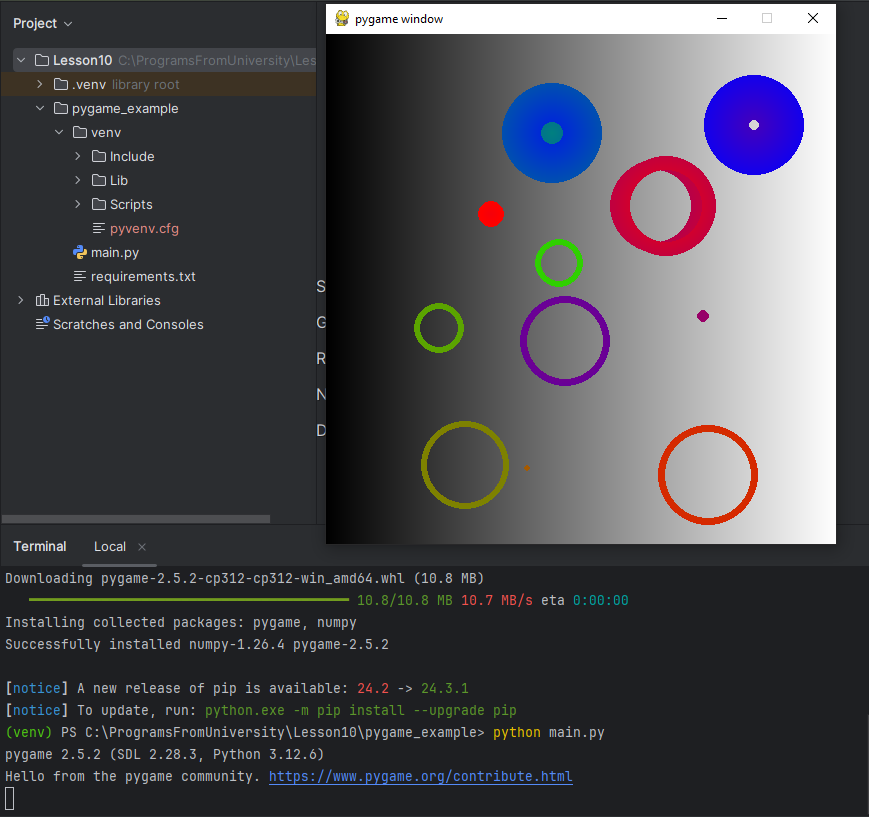 Project
Lesson10 C:\ProgramsFromUniversity\Les
.venv library root
pygame_example
venv
Include
Lib
Scripts
pyvenv.cfg
main.py
requirements.txt
External Libraries
Scratches and Consoles
pygame window
S
G
R
N
D
Terminal Local
Downloading pygame-2.5.2-cp312-cp312-win_amd64.whl (10.8 MB)
10.8/10.8 MB 10.7 MB/s eta 0:00:00
Installing collected packages: pygame, numpy
Successfully installed numpy-1.26.4 pygame-2.5.2
[notice] A new release of pip is available: 24.2 -> 24.3.1
[notice] To update, run: python.exe -m pip install --upgrade pip
(venv) PS C:\ProgramsFromUniversity\Lesson10\pygame_example> python main.py
pygame 2.5.2 (SDL 2.28.3, Python 3.12.6)
Hello from the pygame community. https://www.pygame.org/contribute.html